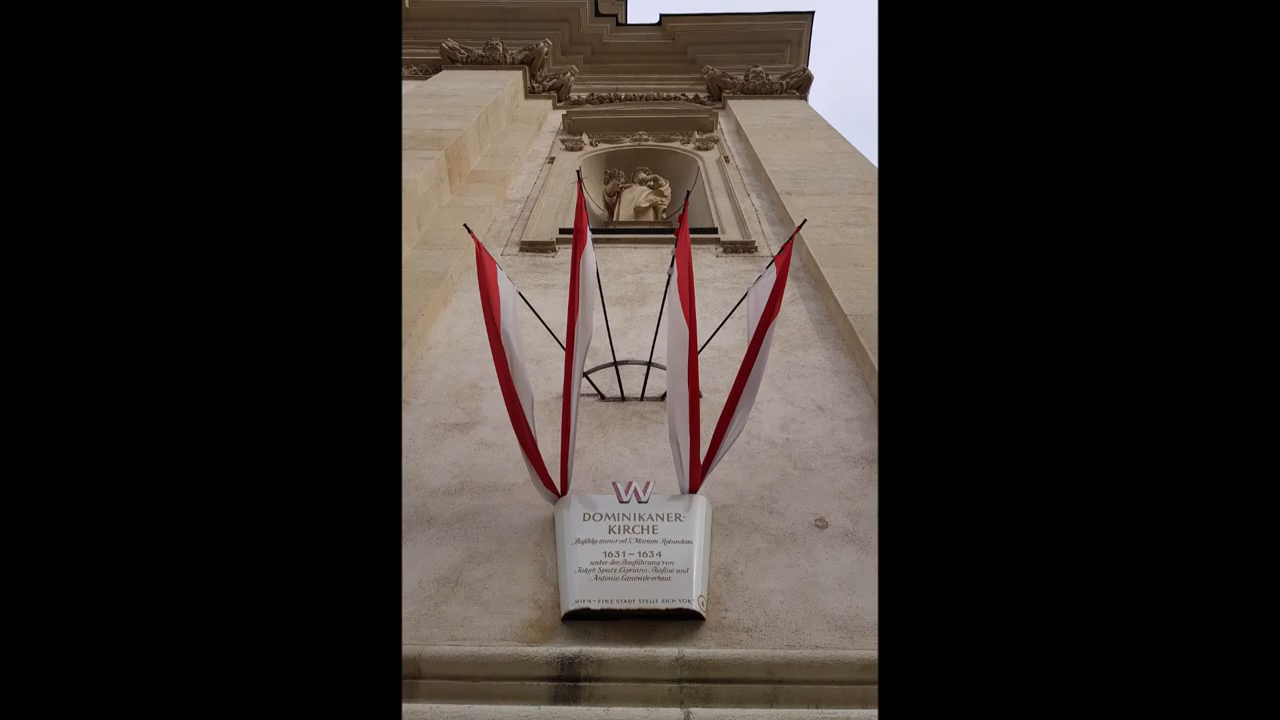 W
DOMINIKANER-
KIRCHE
Basilika minor ad S. Mariam Rotundam
1631–1634
unter der Bauführung von
Jakob Spatz, Cipriano Biasino und
Antonio Canevale erbaut.
WIEN – EINE STADT STELLT SICH VOR